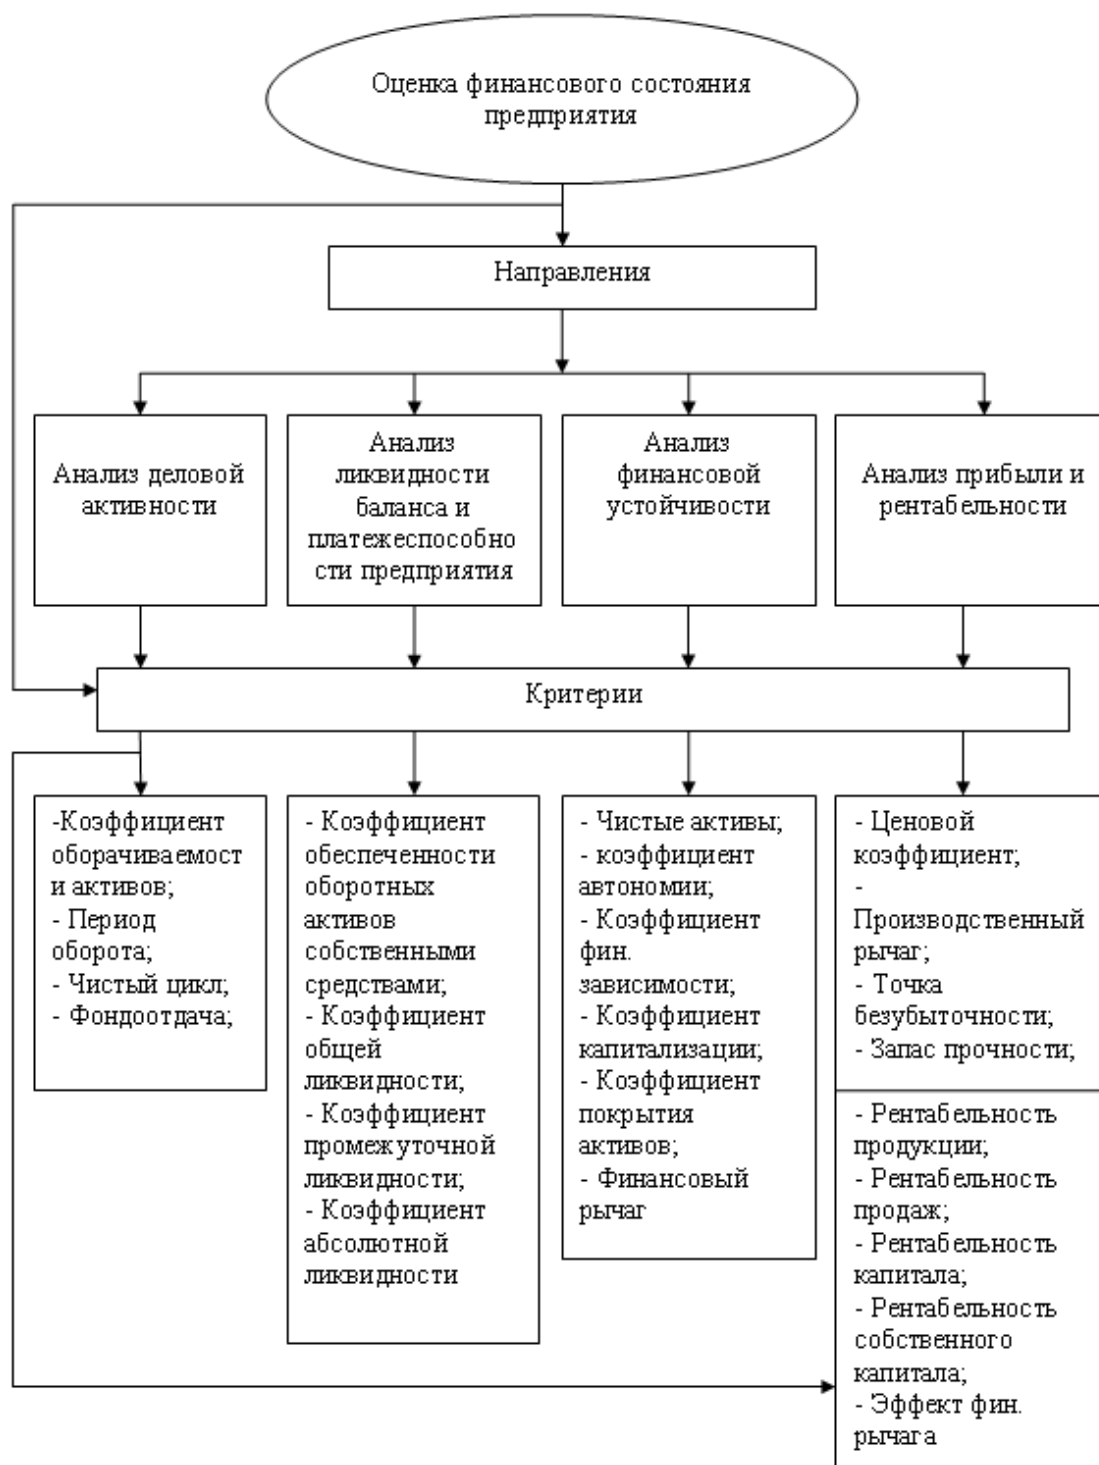 Оценка финансового состояния
предприятия
Направления
Анализ деловой
активности
Анализ
ликвидности
баланса и
платежеспособно
сти предприятия
Анализ
финансовой
устойчивости
Анализ прибыли и
рентабельности
Критерии
-Коэффициент
оборачиваемост
и активов;
- Период
оборота;
- Чистый цикл;
- Фондоотдача;
- Коэффициент
обеспеченности
оборотных
активов
собственными
средствами;
- Коэффициент
общей
ликвидности;
- Коэффициент
промежуточной
ликвидности;
- Коэффициент
абсолютной
ликвидности
- Чистые активы;
- коэффициент
автономии;
- Коэффициент
фин.
зависимости;
- Коэффициент
капитализации;
- Коэффициент
покрытия
активов;
- Финансовый
рычаг
- Ценовой
коэффициент;
-
Производственный
рычаг;
- Точка
безубыточности;
- Запас прочности;
- Рентабельность
продукции;
- Рентабельность
продаж;
- Рентабельность
капитала;
- Рентабельность
собственного
капитала;
- Эффект фин.
рычага